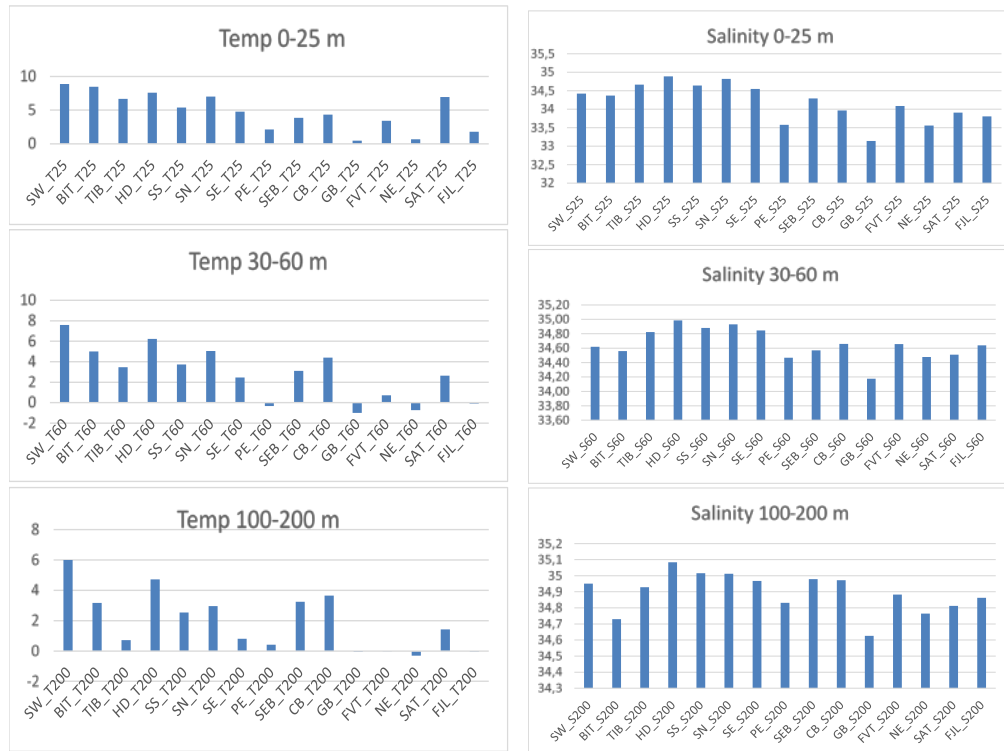 Temp 0-25 m
10
5
0
SW_T25
BIT_T25
TIB_T25
HD_T25
SS_T25
SN_T25
SE_T25
PE_T25
SEB_T25
CB_T25
GB_T25
FVT_T25
NE_T25
SAT_T25
FJL_T25
Salinity 0-25 m
35,5
35
34,5
34
33,5
33
32,5
32
SW_S25
BIT_S25
TIB_S25
HD_S25
SS_S25
SN_S25
SE_S25
PE_S25
SEB_S25
CB_S25
GB_S25
FVT_S25
NE_S25
SAT_S25
FJL_S25
Temp 30-60 m
10
8
6
4
2
0
-2
SW_T60
BIT_T60
TIB_T60
HD_T60
SS_T60
SN_T60
SE_T60
PE_T60
SEB_T60
CB_T60
GB_T60
FVT_T60
NE_T60
SAT_T60
FJL_T60
Salinity 30-60 m
35,20
35,00
34,80
34,60
34,40
34,20
34,00
33,80
33,60
SW_S60
BIT_S60
TIB_S60
HD_S60
SS_S60
SN_S60
SE_S60
PE_S60
SEB_S60
CB_S60
GB_S60
FVT_S60
NE_S60
SAT_S60
FJL_S60
Temp 100-200 m
8
6
4
2
0
-2
SW_T200
BIT_T200
TIB_T200
HD_T200
SS_T200
SN_T200
SE_T200
PE_T200
SEB_T200
CB_T200
GB_T200
FVT_T200
NE_T200
SAT_T200
FJL_T200
Salinity 100-200 m
35,2
35,1
35
34,9
34,8
34,7
34,6
34,5
34,4
34,3
SW_S200
BIT_S200
TIB_S200
HD_S200
SS_S200
SN_S200
SE_S200
PE_S200
SEB_S200
CB_S200
GB_S200
FVT_S200
NE_S200
SAT_S200
FJL_S200